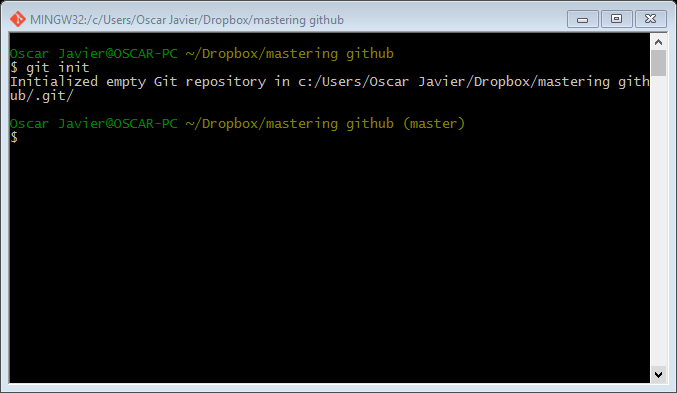 MINGW32:/c/Users/Oscar Javier/Dropbox/mastering github
Oscar Javier@OSCAR-PC ~/Dropbox/mastering github
$ git init
Initialized empty Git repository in c:/Users/Oscar Javier/Dropbox/mastering gith
ub/.git/
Oscar Javier@OSCAR-PC ~/Dropbox/mastering github (master)
$